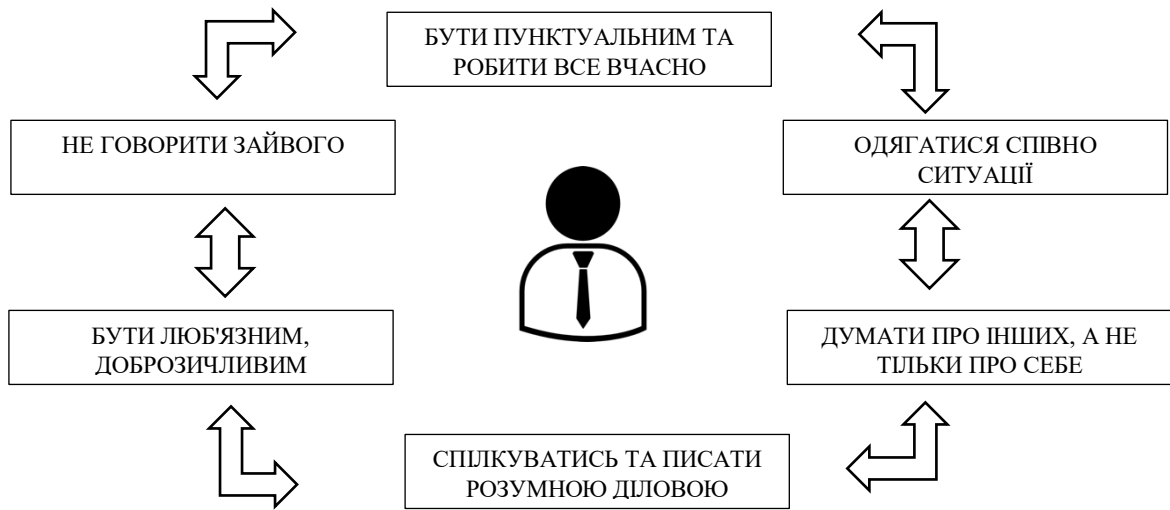 БУТИ ПУНКТУАЛЬНИМ ТА
РОБИТИ ВСЕ ВЧАСНО
НЕ ГОВОРИТИ ЗАЙВОГО
ОДЯГАТИСЯ СПІВНО
СИТУАЦІЇ
БУТИ ЛЮБ'ЯЗНИМ,
ДОБРОЗИЧЛИВИМ
ДУМАТИ ПРО ІНШИХ, А НЕ
ТІЛЬКИ ПРО СЕБЕ
СПІЛКУВАТИСЬ ТА ПИСАТИ
РОЗУМНОЮ ДІЛОВОЮ